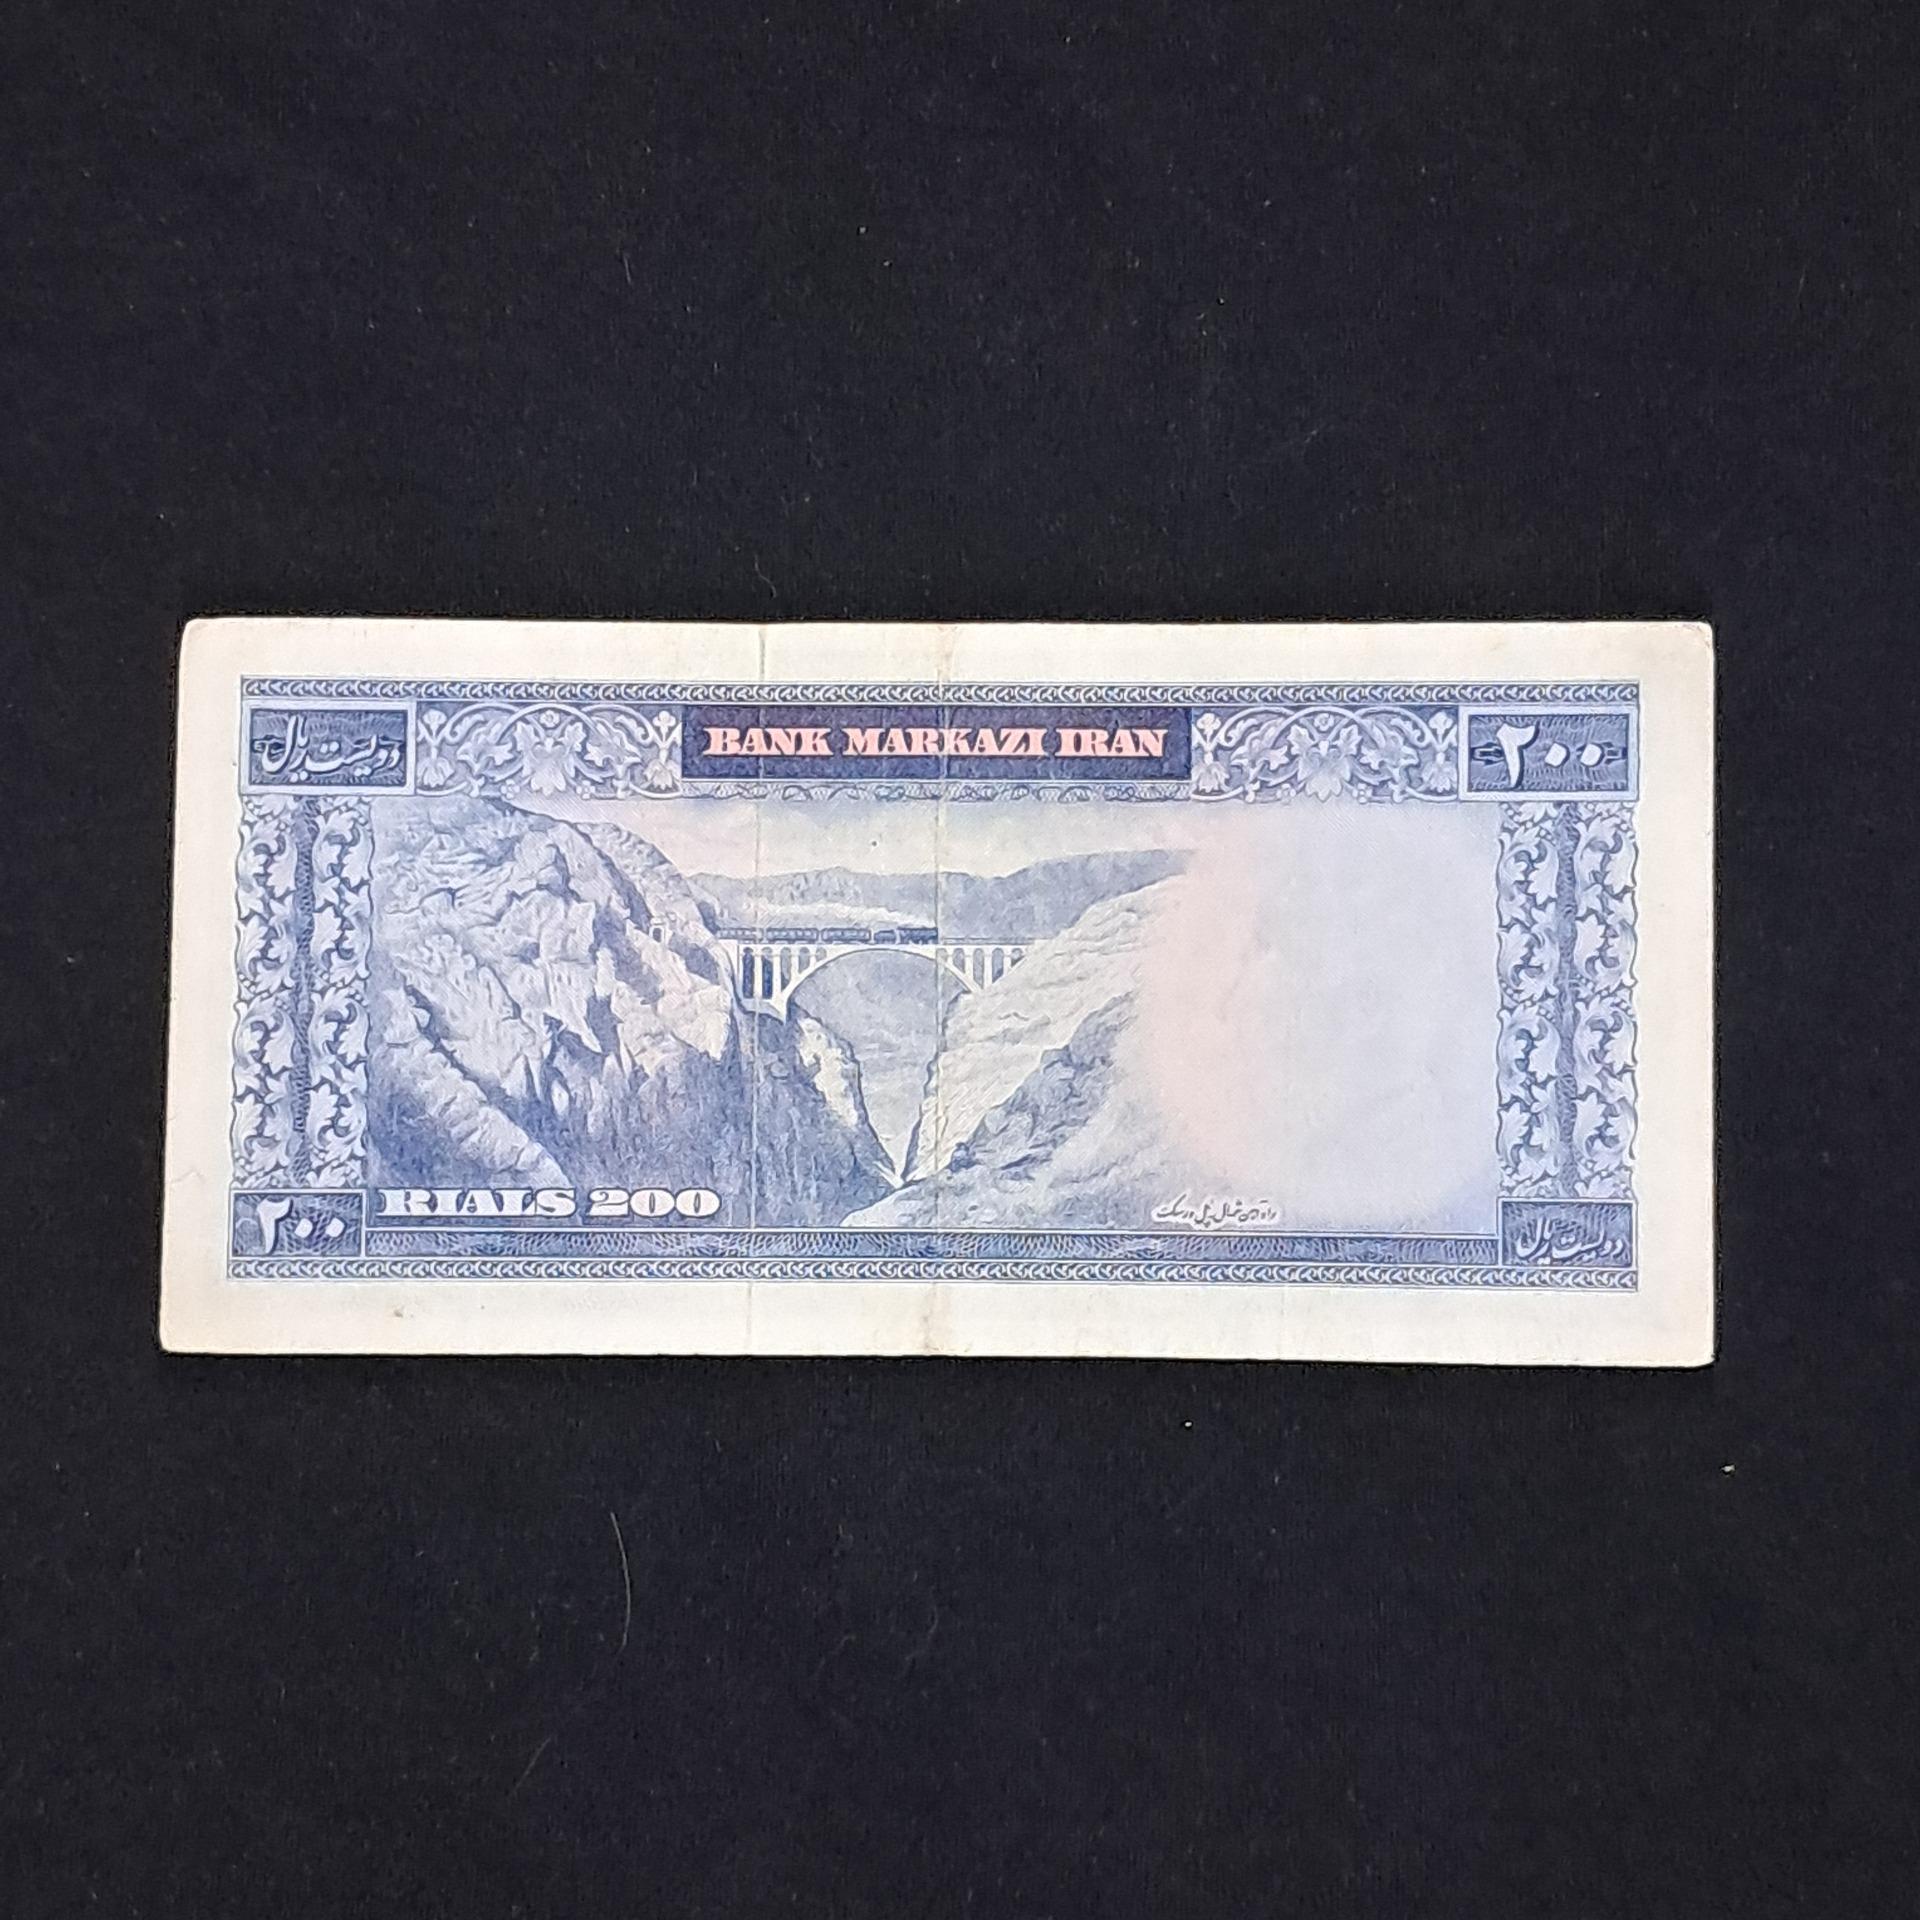 دویست ریال
BANK MARKAZI IRAN
۲۰۰
RIALS 200
راه آهن شمال پل ورسک
۲۰۰
دویست ریال